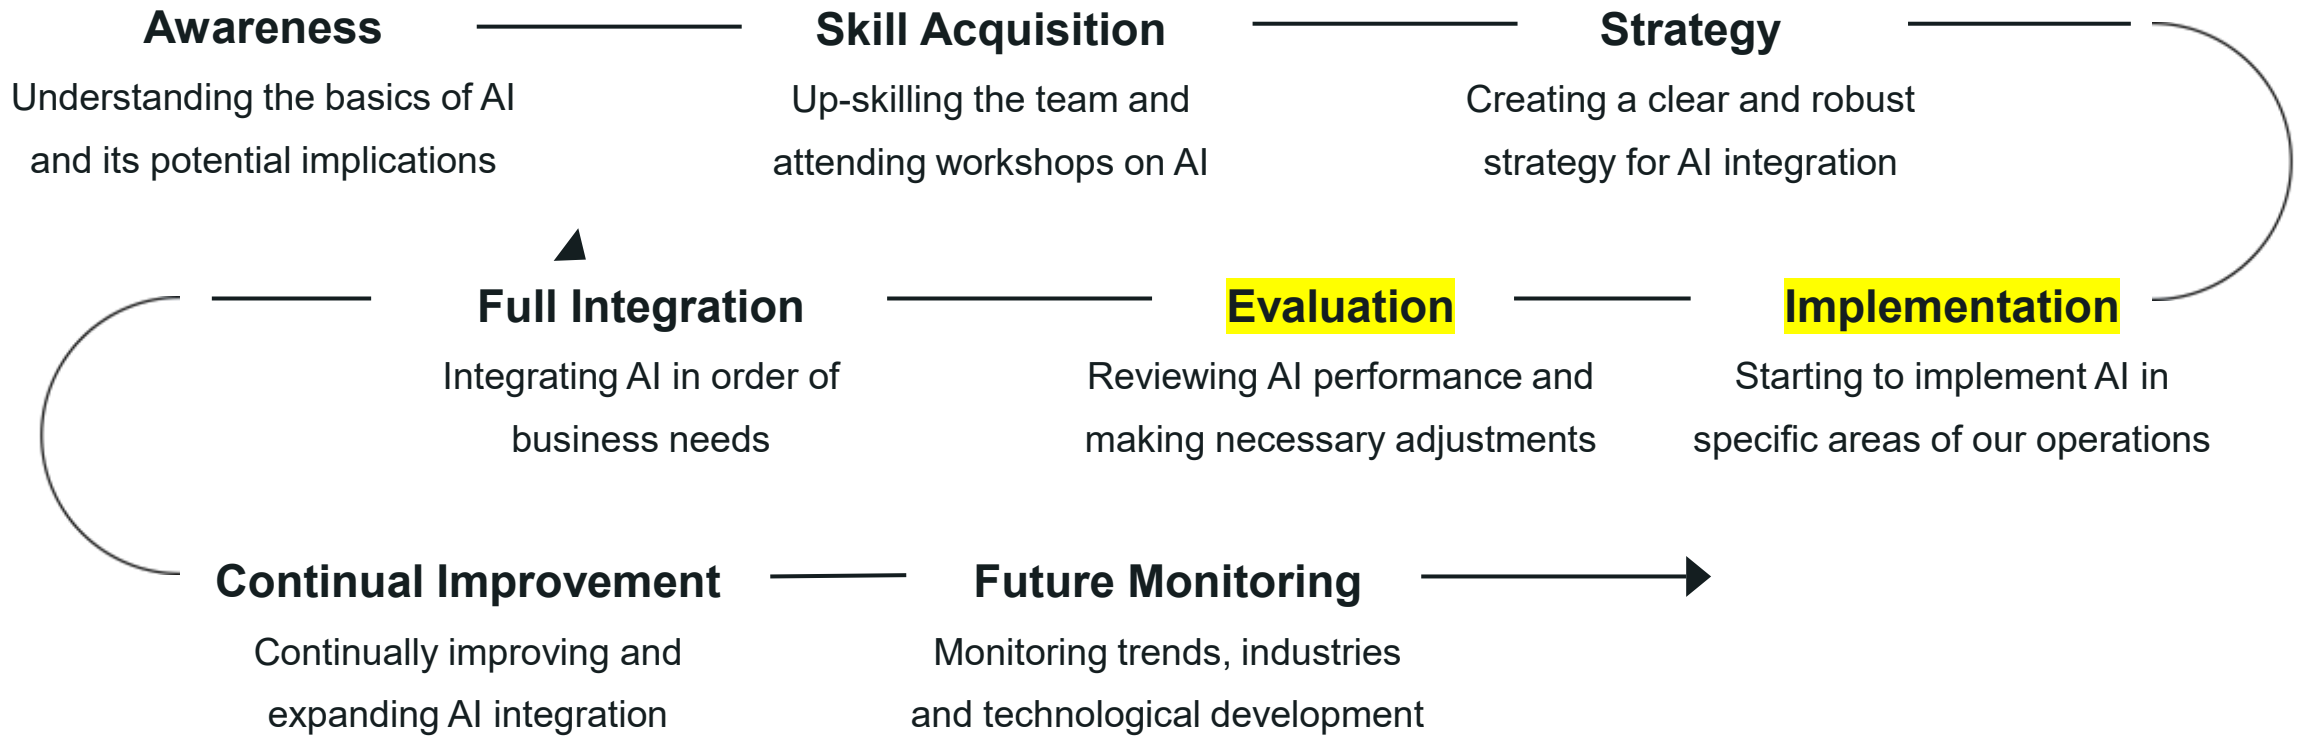 Awareness
Understanding the basics of AI
and its potential implications
Skill Acquisition
Up-skilling the team and
attending workshops on AI
Strategy
Creating a clear and robust
strategy for AI integration
Implementation
Starting to implement AI in
specific areas of our operations
Evaluation
Reviewing AI performance and
making necessary adjustments
Full Integration
Integrating AI in order of
business needs
Continual Improvement
Continually improving and
expanding AI integration
Future Monitoring
Monitoring trends, industries
and technological development